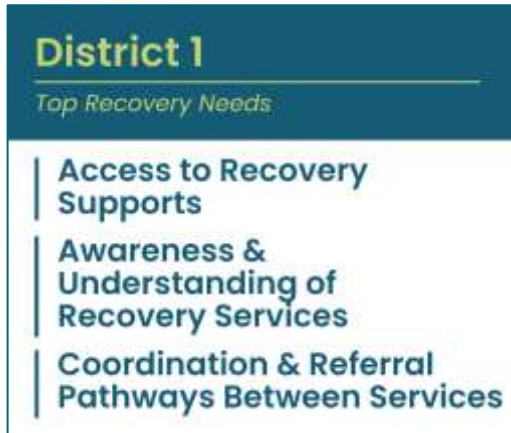 District 1
Top Recovery Needs
Access to Recovery
Supports
Awareness &
Understanding of
Recovery Services
Coordination & Referral
Pathways Between Services